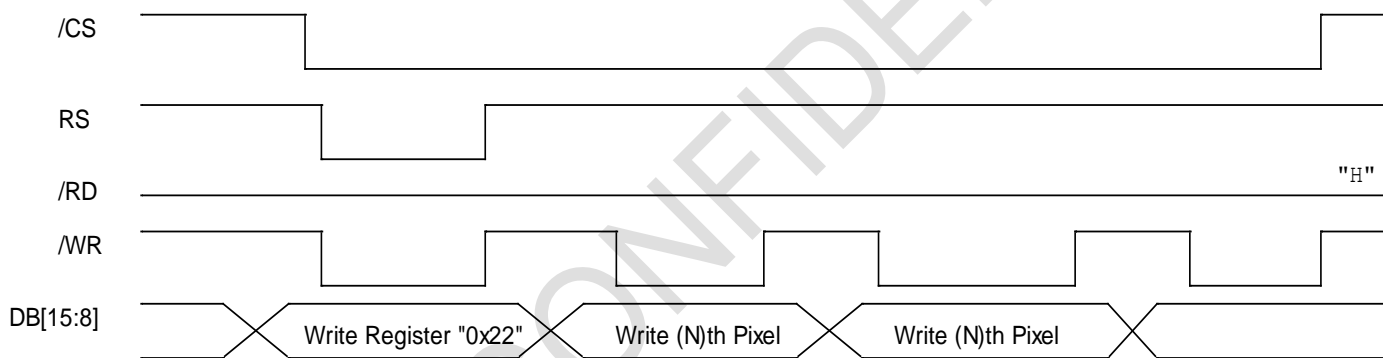 /CS
RS
/RD
"H"
/WR
DB[15:8]
Write Register "0x22"
Write (N)th Pixel
Write (N)th Pixel
CONFIDE